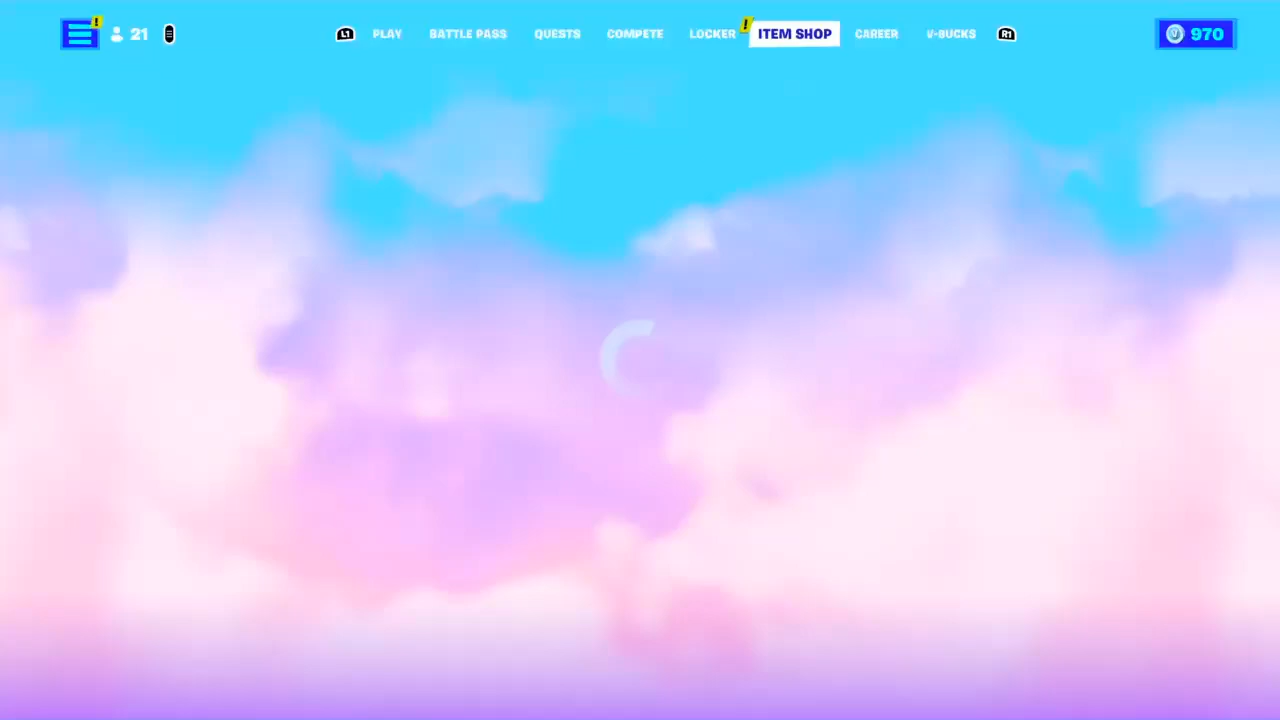 ! 21 L1 PLAY BATTLE PASS QUESTS COMPETE LOCKER ! ITEM SHOP CAREER V-BUCKS R1 V 970